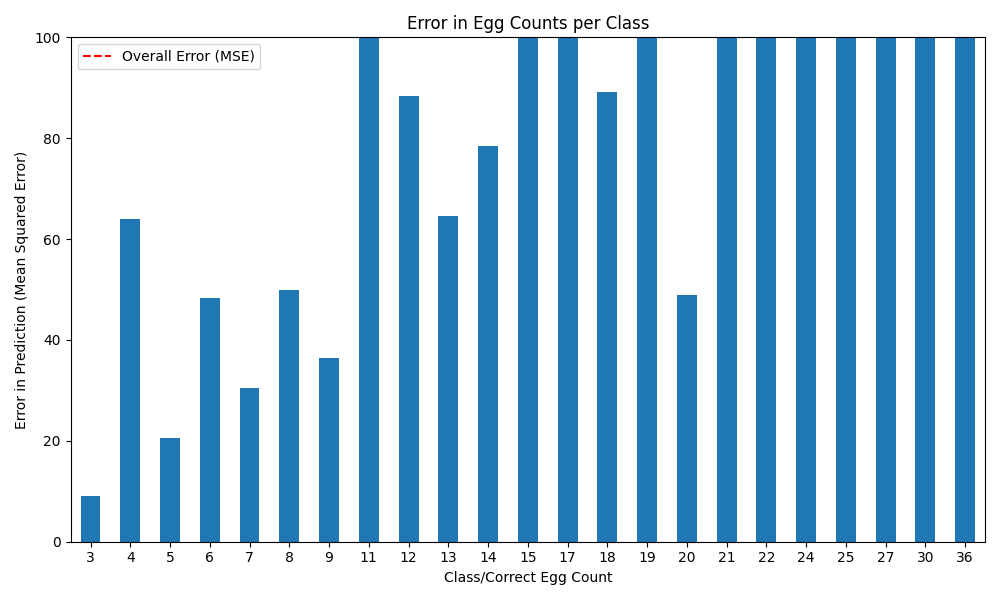 Error in Egg Counts per Class
Overall Error (MSE)
Error in Prediction (Mean Squared Error)
100
80
60
40
20
0
3 4 5 6 7 8 9 11 12 13 14 15 17 18 19 20 21 22 24 25 27 30 36
Class/Correct Egg Count